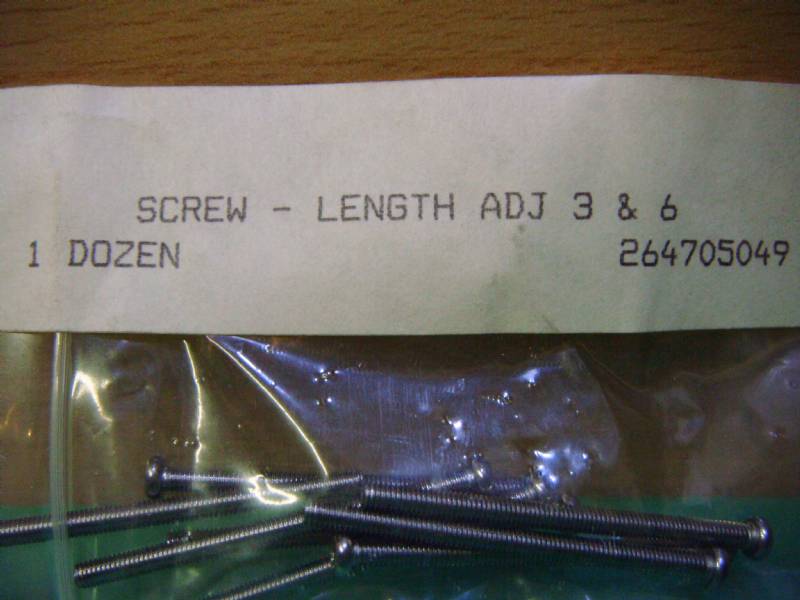 SCREW - LENGTH ADJ 3 & 6
1 DOZEN 264705049